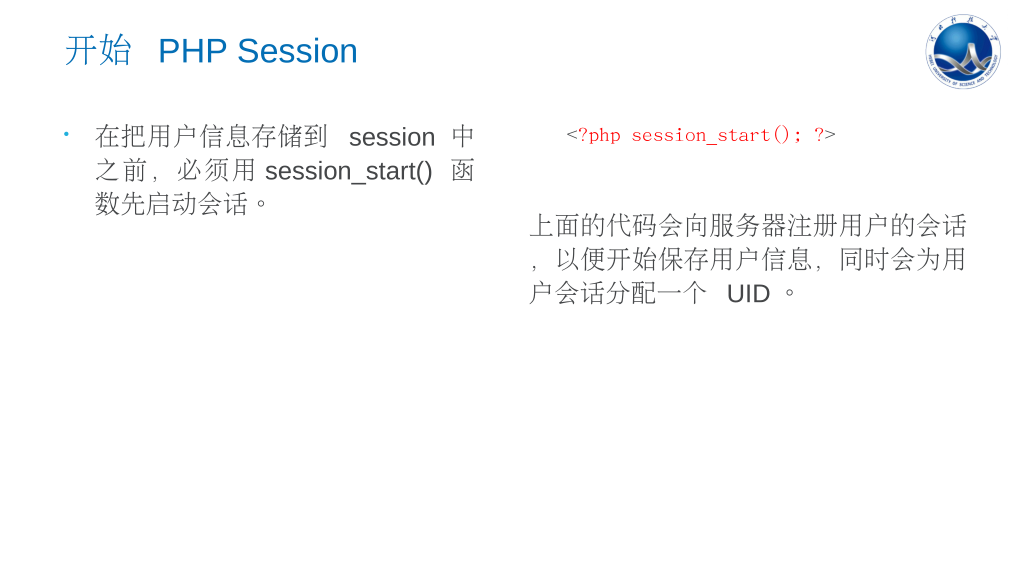 开始 PHP Session
在把用户信息存储到 session 中
之前，必须用 session_start() 函
数先启动会话。
<?php session_start(); ?>
上面的代码会向服务器注册用户的会话
，以便开始保存用户信息，同时会为用
户会话分配一个 UID 。